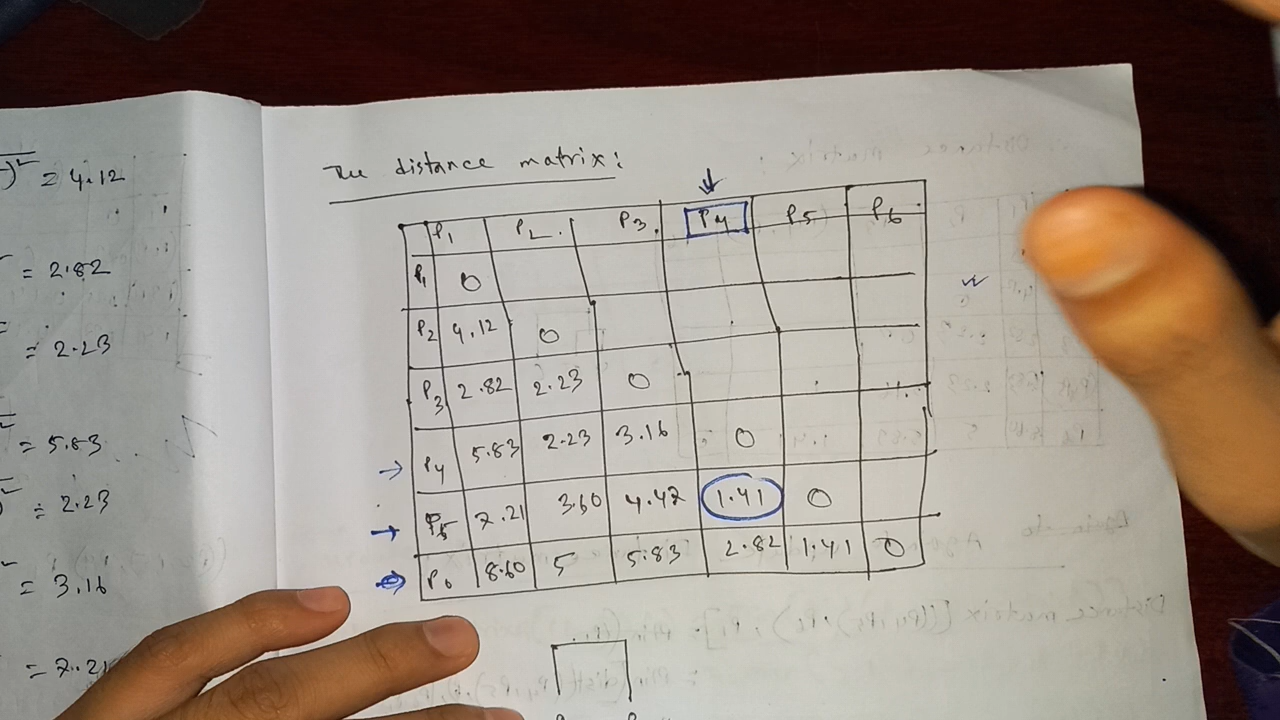 = 4.12
= 2.82
= 2.23
= 5.83
= 2.23
= 3.16
= 7.21
The distance matrix:
P1 P2 P3 P4 P5 P6
P1 0
P2 4.12 0
P3 2.82 2.23 0
P4 5.83 2.23 3.16 0
P5 7.21 3.60 4.47 1.41 0
P6 8.60 5 5.83 2.82 1.41 0